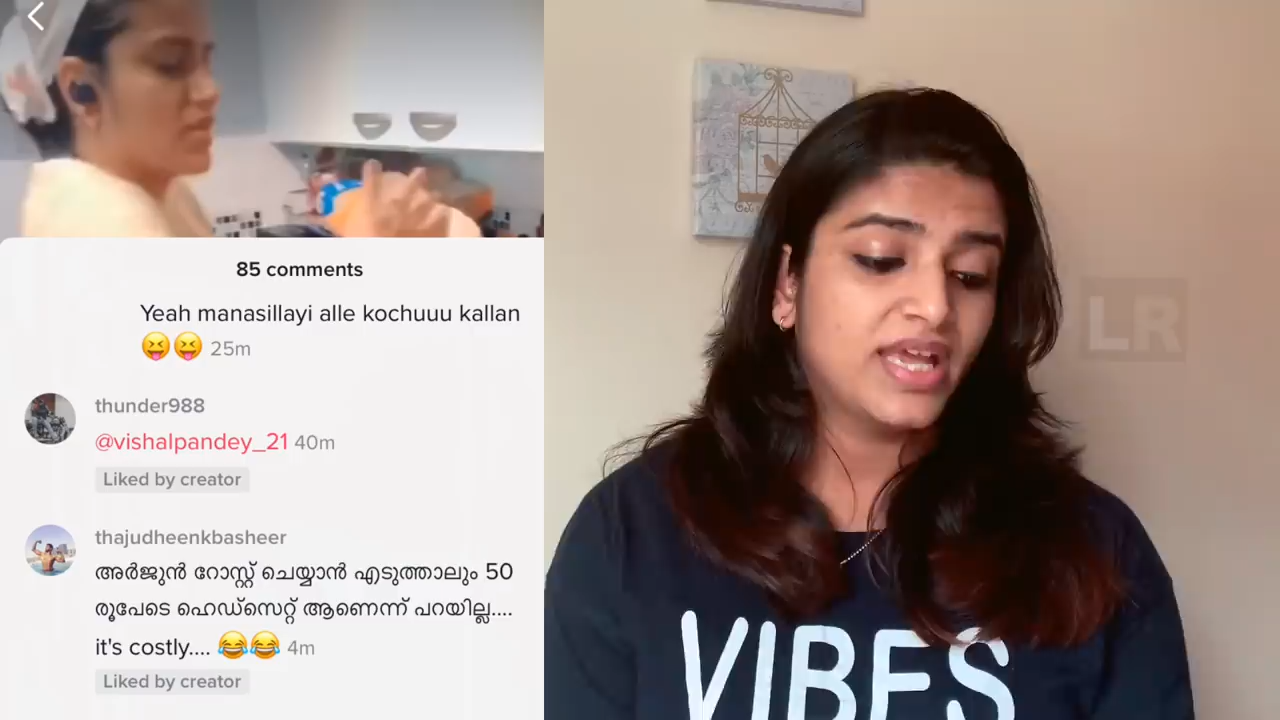 85 comments
Yeah manasillayi alle kochuuu kallan
😝😝 25m
thunder988
@vishalpandey_21 40m
Liked by creator
thajudheenkbasheer
അർജുൻ റോസ്റ്റ് ചെയ്യാൻ എടുത്താലും 50
രൂപേടെ ഹെഡ്സെറ്റ് ആണെന്ന് പറയില്ല....
it's costly.... 😂😂 4m
Liked by creator
LR
VIBES